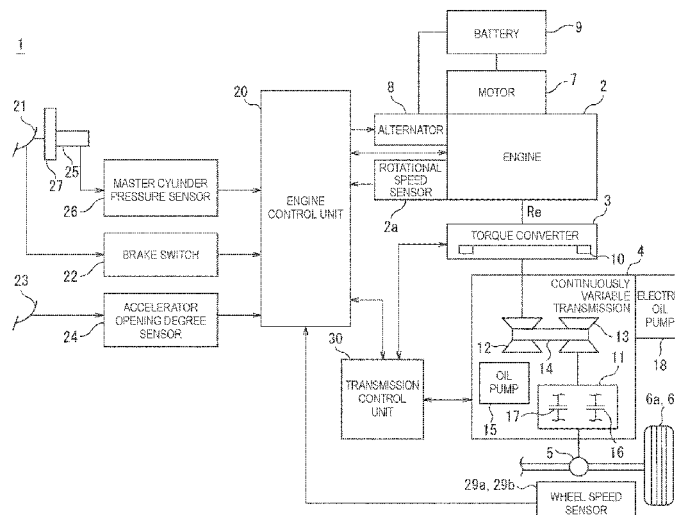 1
BATTERY
9
20
8
MOTOR
7
2
21
25
27
ALTERNATOR
ENGINE
ROTATIONAL
SPEED
SENSOR
MASTER CYLINDER
PRESSURE SENSOR
26
ENGINE
CONTROL UNIT
2a
Re
3
TORQUE CONVERTER
10
BRAKE SWITCH
22
4
23
ACCELERATOR
OPENING DEGREE
SENSOR
24
CONTINUOUSLY
VARIABLE
TRANSMISSION
ELECTRI
OIL
PUMP
18
13
12
14
30
11
TRANSMISSION
CONTROL
UNIT
OIL
PUMP
15
17
16
6a, 6
5
29a, 29b
WHEEL SPEED
SENSOR